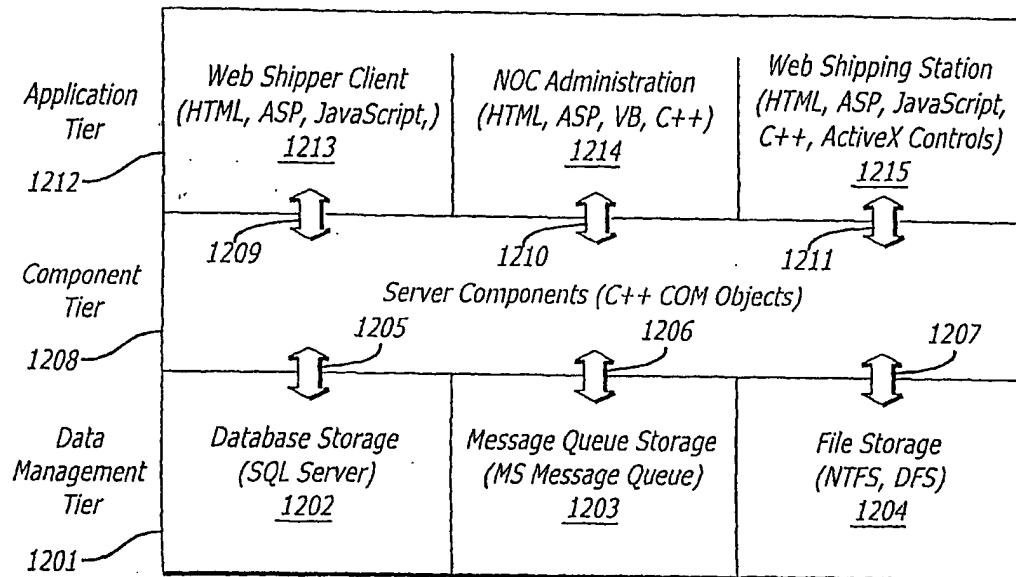 Application
Tier
1212
Web Shipper Client
(HTML, ASP, JavaScript,)
1213
NOC Administration
(HTML, ASP, VB, C++)
1214
Web Shipping Station
(HTML, ASP, JavaScript,
C++, ActiveX Controls)
1215
1209
1210
1211
Component
Tier
1208
Server Components (C++ COM Objects)
1205
1206
1207
Data
Management
Tier
1201
Database Storage
(SQL Server)
1202
Message Queue Storage
(MS Message Queue)
1203
File Storage
(NTFS, DFS)
1204